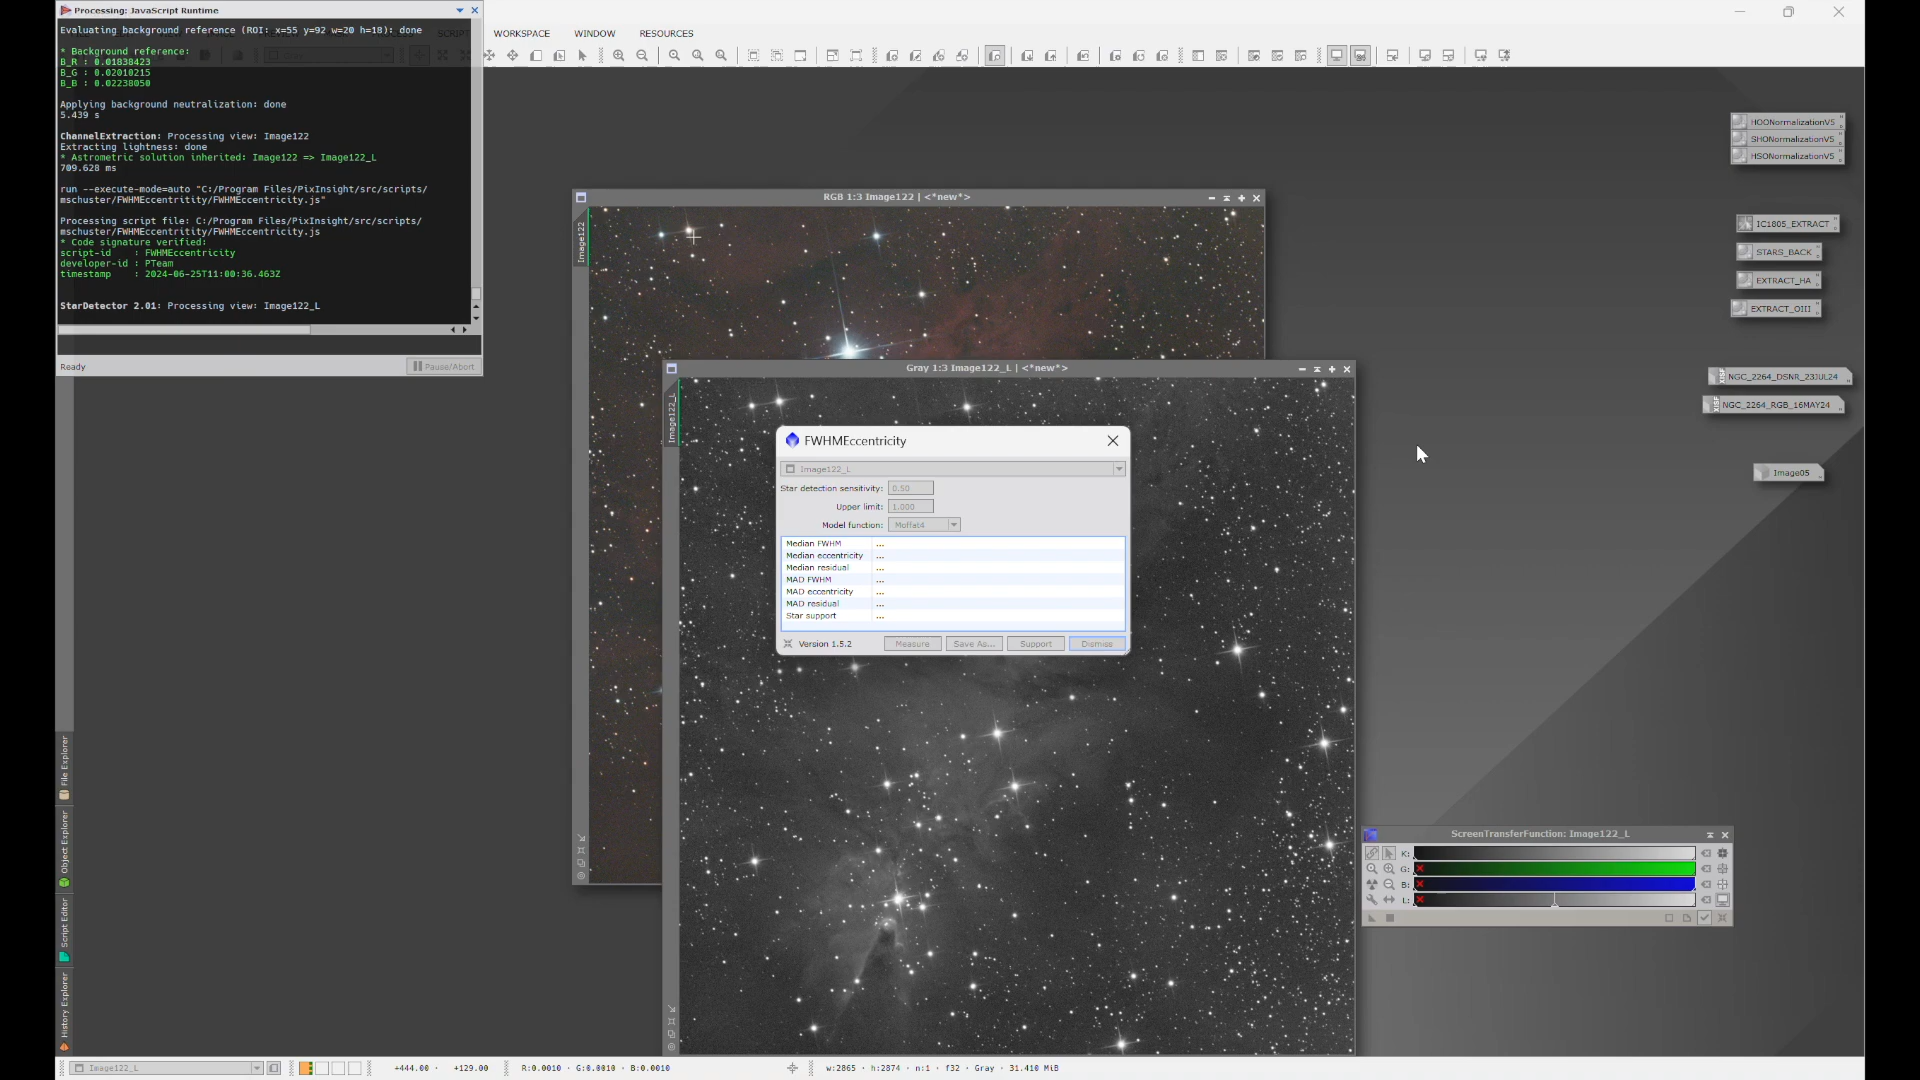 Processing: JavaScript Runtime
Evaluating background reference (ROI: x=55 y=92 w=20 h=18): done
* Background reference:
B_R : 0.01838423
B_G : 0.02010215
B_B : 0.02238050
Applying background neutralization: done
5.439 s
ChannelExtraction: Processing view: Image122
Extracting lightness: done
* Astrometric solution inherited: Image122 => Image122_L
709.628 ms
run --execute-mode=auto "C:/Program Files/PixInsight/src/scripts/
mschuster/FWHMEccentricity/FWHMEccentricity.js"
Processing script file: C:/Program Files/PixInsight/src/scripts/
mschuster/FWHMEccentricity/FWHMEccentricity.js
* Code signature verified:
script-id : FWHMEccentricity
developer-id : PTeam
timestamp : 2024-06-25T11:00:36.463Z
StarDetector 2.01: Processing view: Image122_L
Ready
Pause/Abort
SCRIPT WORKSPACE WINDOW RESOURCES
HOONormalizationV5
SHONormalizationV5
HSONormalizationV5
IC1805_EXTRACT
STARS_BACK
EXTRACT_HA
EXTRACT_OIII
XISF NGC_2264_DSNR_23JUL24
XISF NGC_2264_RGB_16MAY24
Image05
RGB 1:3 Image122 | <*new*>
Image122
Gray 1:3 Image122_L | <*new*>
Image122_L
FWHMEccentricity
Image122_L
Star detection sensitivity: 0.50
Upper limit: 1.000
Model function: Moffat4
Median FWHM ...
Median eccentricity ...
Median residual ...
MAD FWHM ...
MAD eccentricity ...
MAD residual ...
Star support ...
Version 1.5.2 Measure Save As... Support Dismiss
ScreenTransferFunction: Image122_L
K:
G:
B:
L:
File Explorer
Object Explorer
Script Editor
History Explorer
Image122_L
+444.00 · +129.00
R:0.0010 · G:0.0010 · B:0.0010
w:2865 · h:2874 · n:1 · f32 · Gray · 31.410 MiB